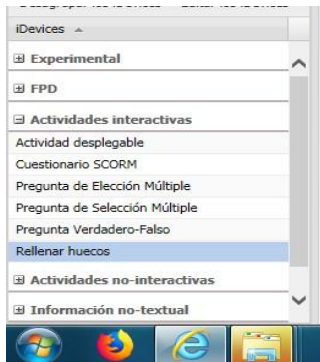 iDevices
Experimental
FPD
Actividades interactivas
Actividad desplegable
Cuestionario SCORM
Pregunta de Elección Múltiple
Pregunta de Selección Múltiple
Pregunta Verdadero-Falso
Rellenar huecos
Actividades no-interactivas
Información no-textual